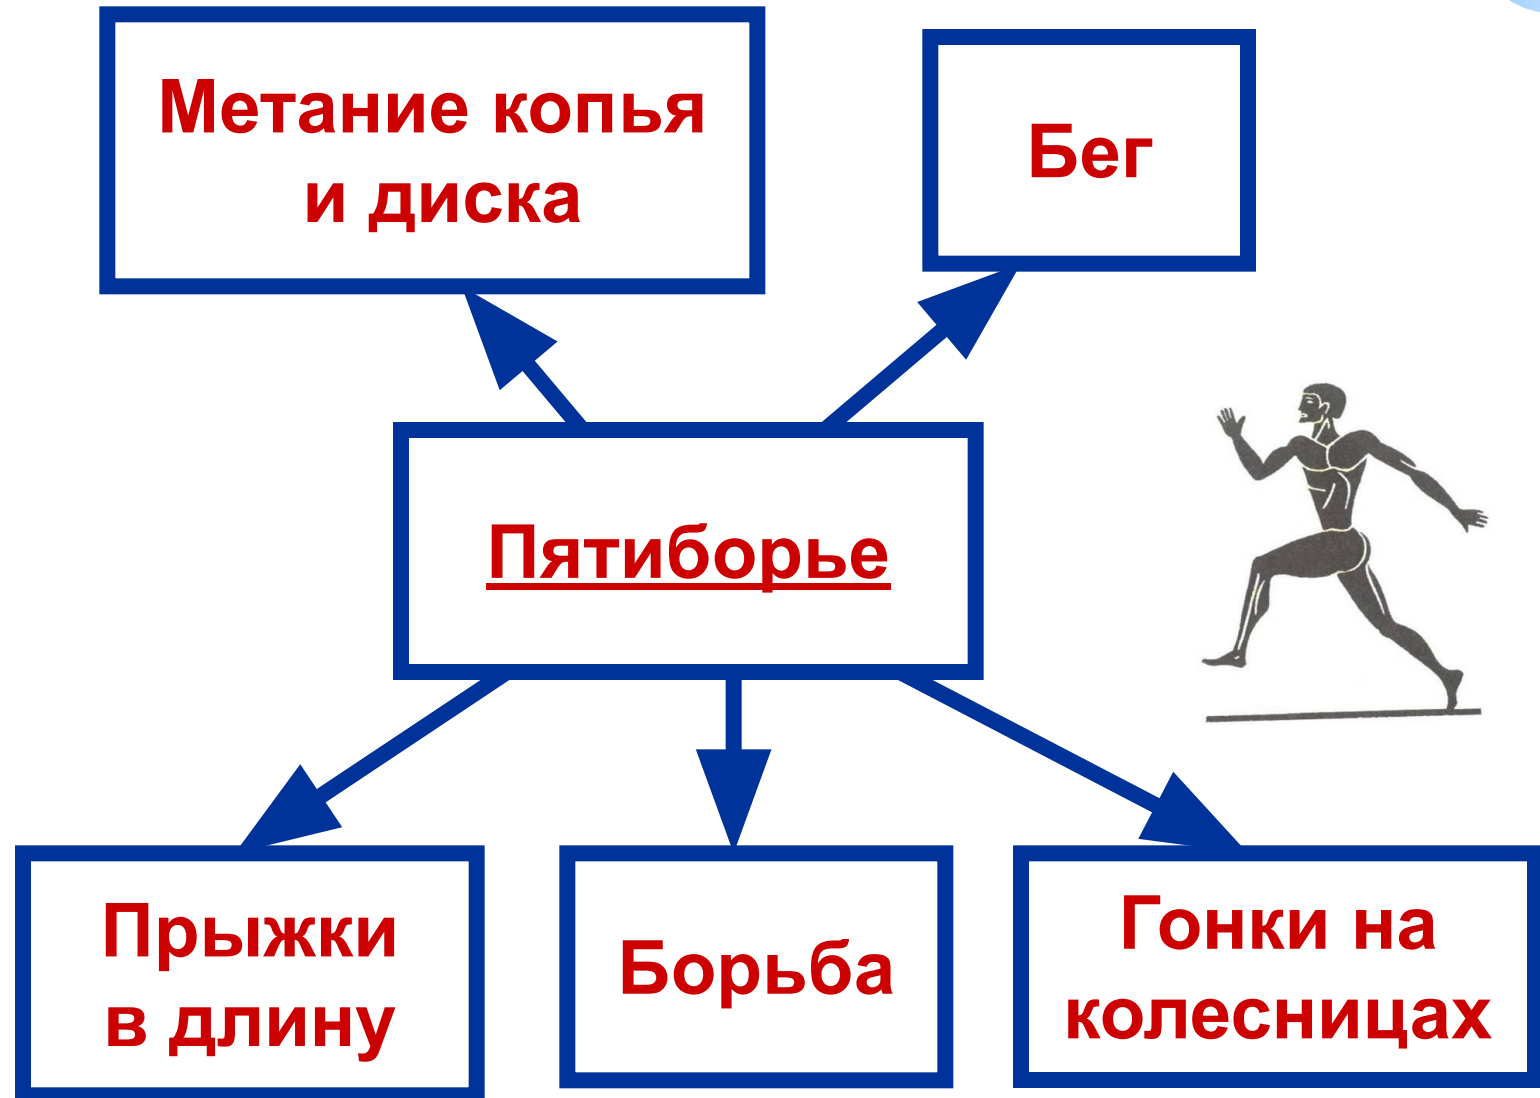 Метание копья
и диска
Бег
Пятиборье
Прыжки
в длину
Борьба
Гонки на
колесницах